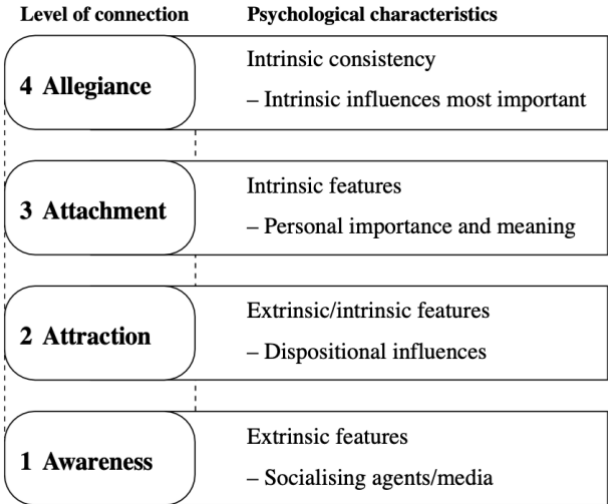 Level of connection Psychological characteristics
4 Allegiance
Intrinsic consistency
– Intrinsic influences most important
3 Attachment
Intrinsic features
– Personal importance and meaning
2 Attraction
Extrinsic/intrinsic features
– Dispositional influences
1 Awareness
Extrinsic features
– Socialising agents/media